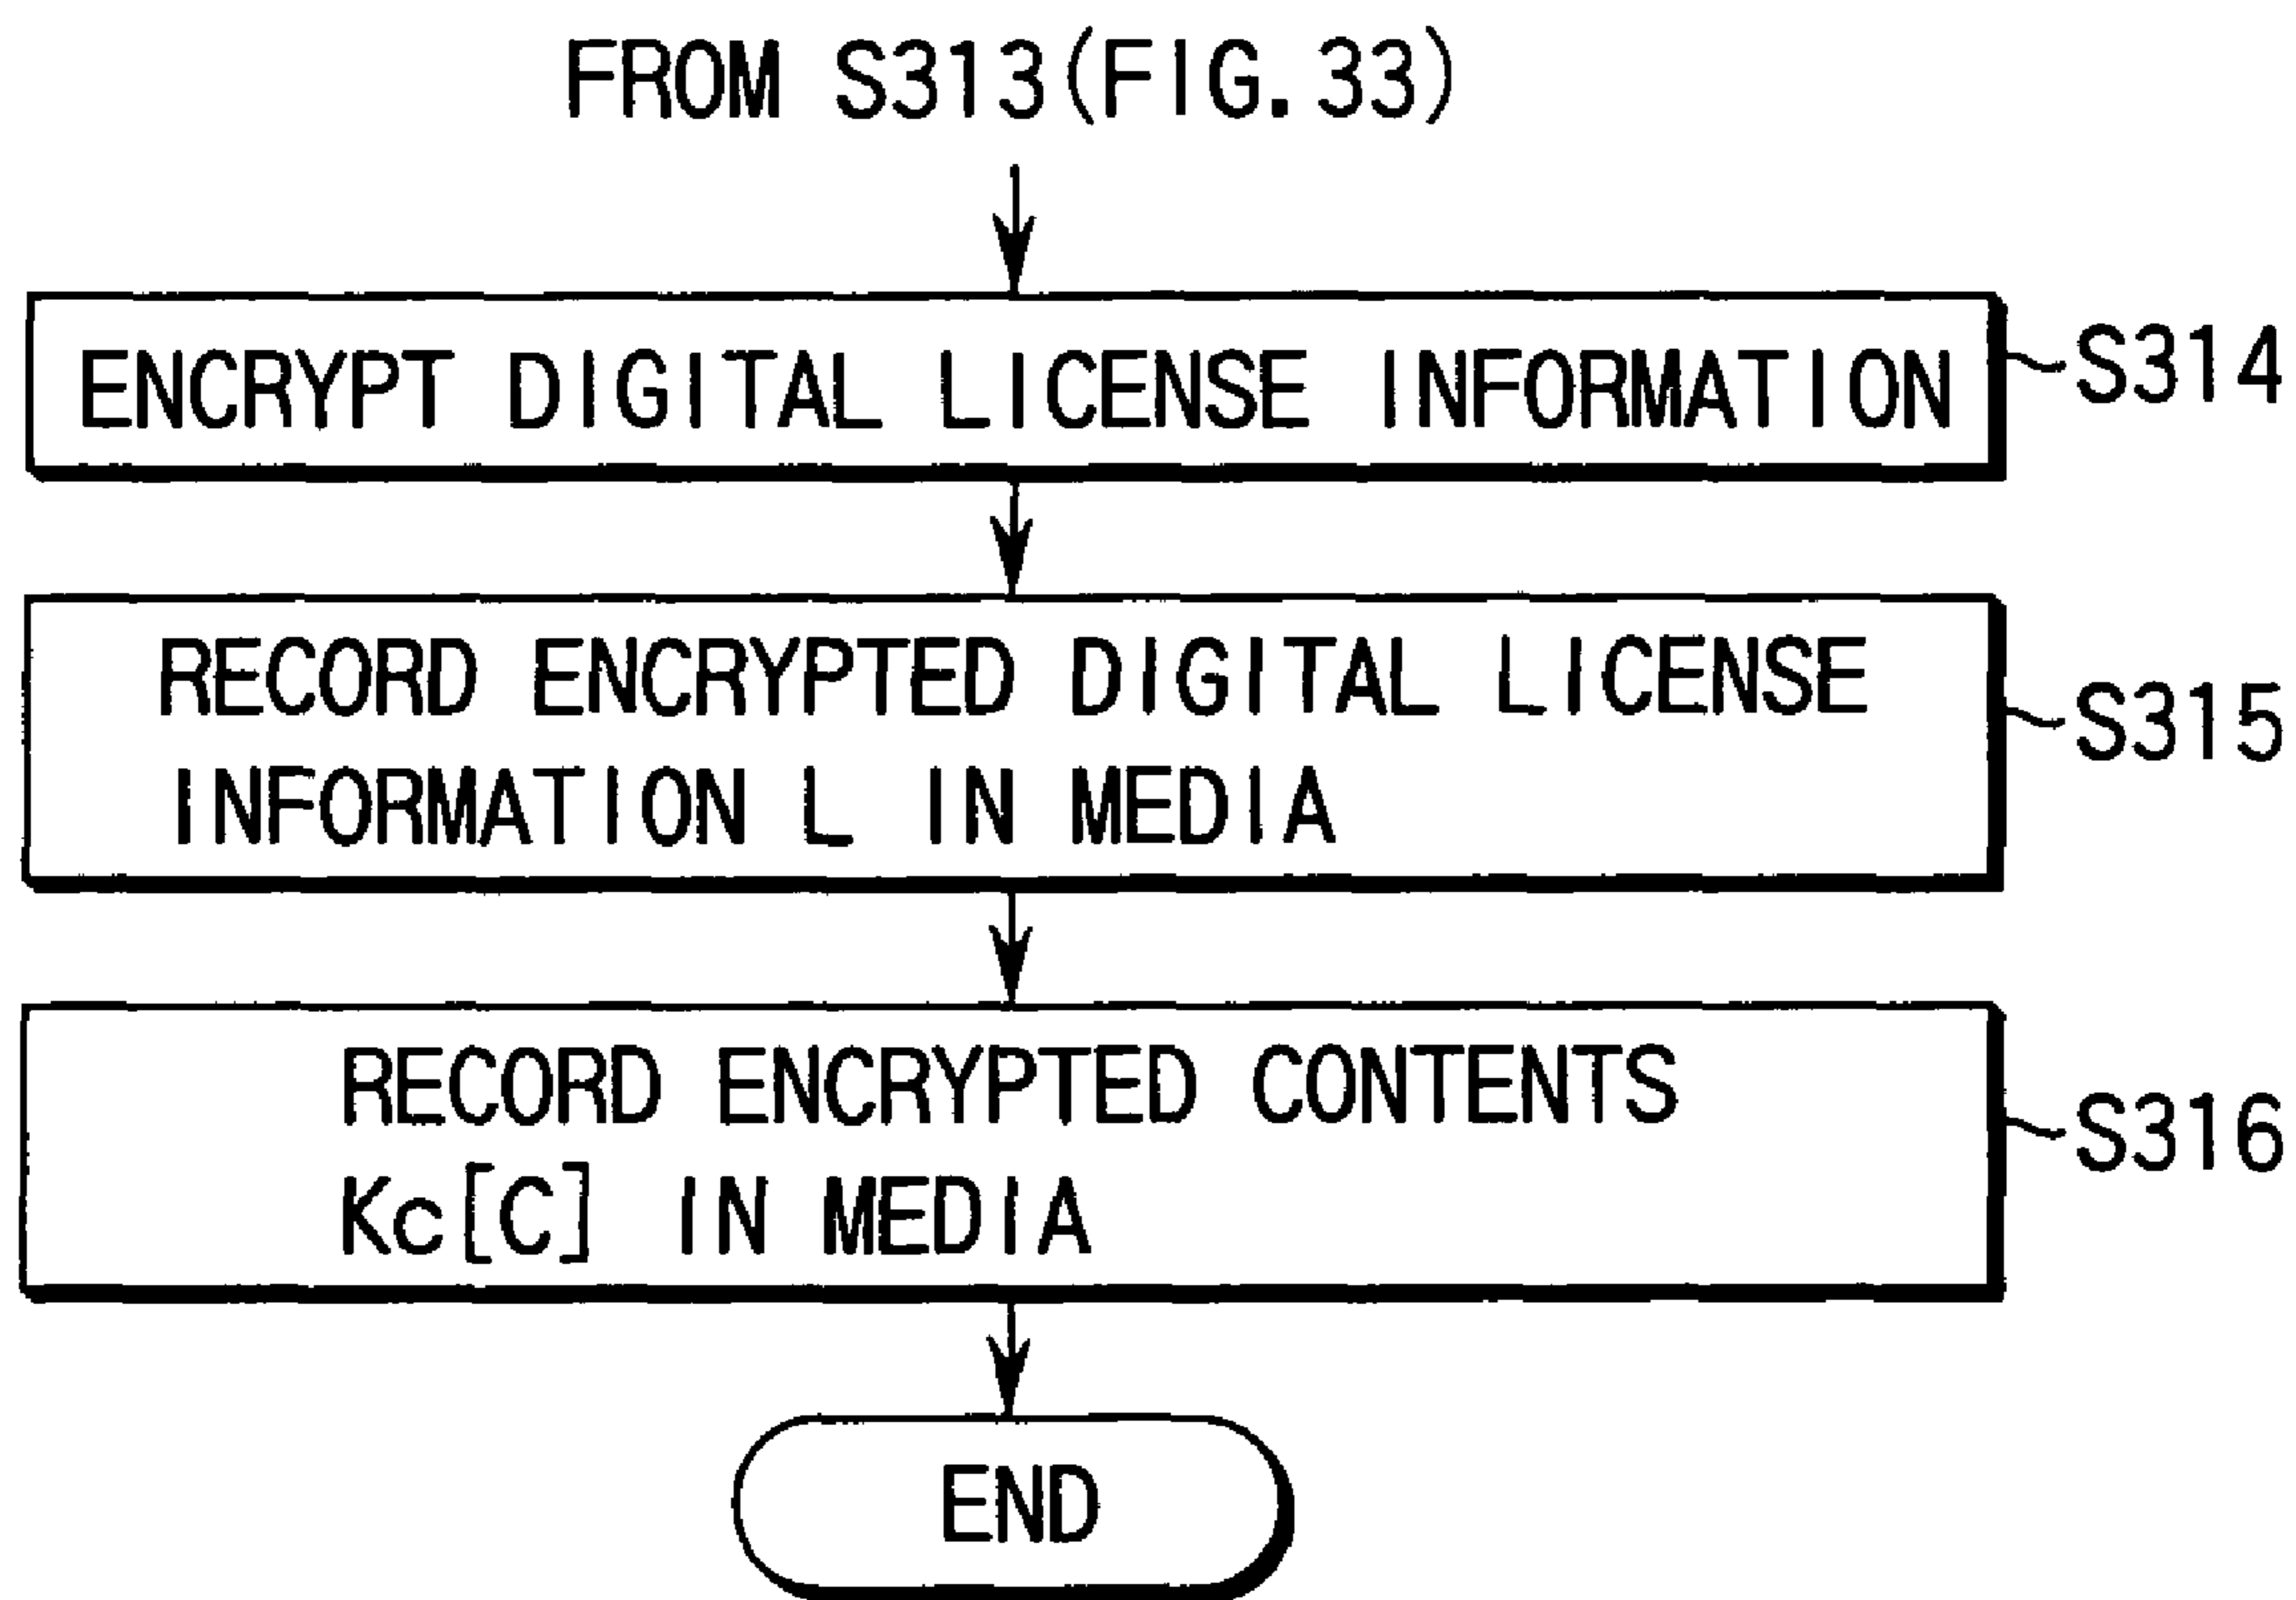 FROM S313(FIG.33)
ENCRYPT DIGITAL LICENSE INFORMATION
S314
RECORD ENCRYPTED DIGITAL LICENSE
INFORMATION L IN MEDIA
S315
RECORD ENCRYPTED CONTENTS
Kc[C] IN MEDIA
S316
END